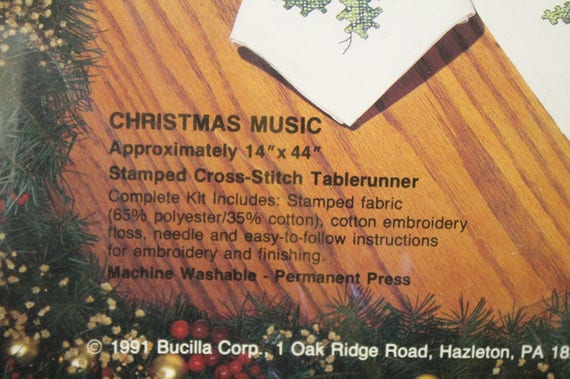 CHRISTMAS MUSIC
Approximately 14" x 44"
Stamped Cross-Stitch Tablerunner
Complete Kit Includes: Stamped fabric
(65% polyester/35% cotton), cotton embroidery
floss, needle and easy-to-follow instructions
for embroidery and finishing.
Machine Washable - Permanent Press
© 1991 Bucilla Corp., 1 Oak Ridge Road, Hazleton, PA 18